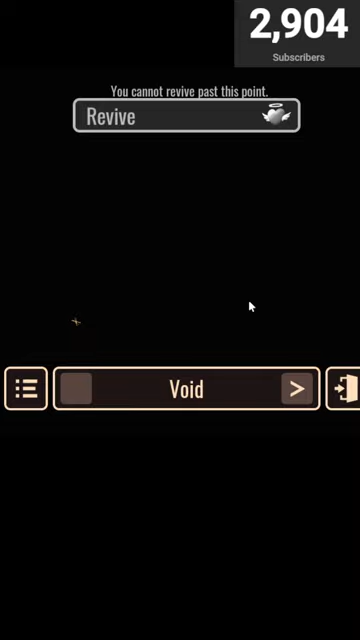 2,904
Subscribers
You cannot revive past this point.
Revive
Void
>